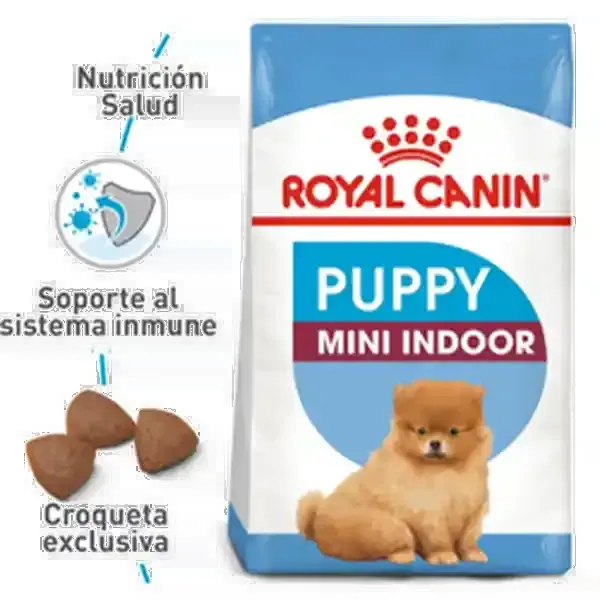 Nutrición
Salud
Soporte al
sistema inmune
Croqueta
exclusiva
ROYAL CANIN®
PUPPY
MINI INDOOR